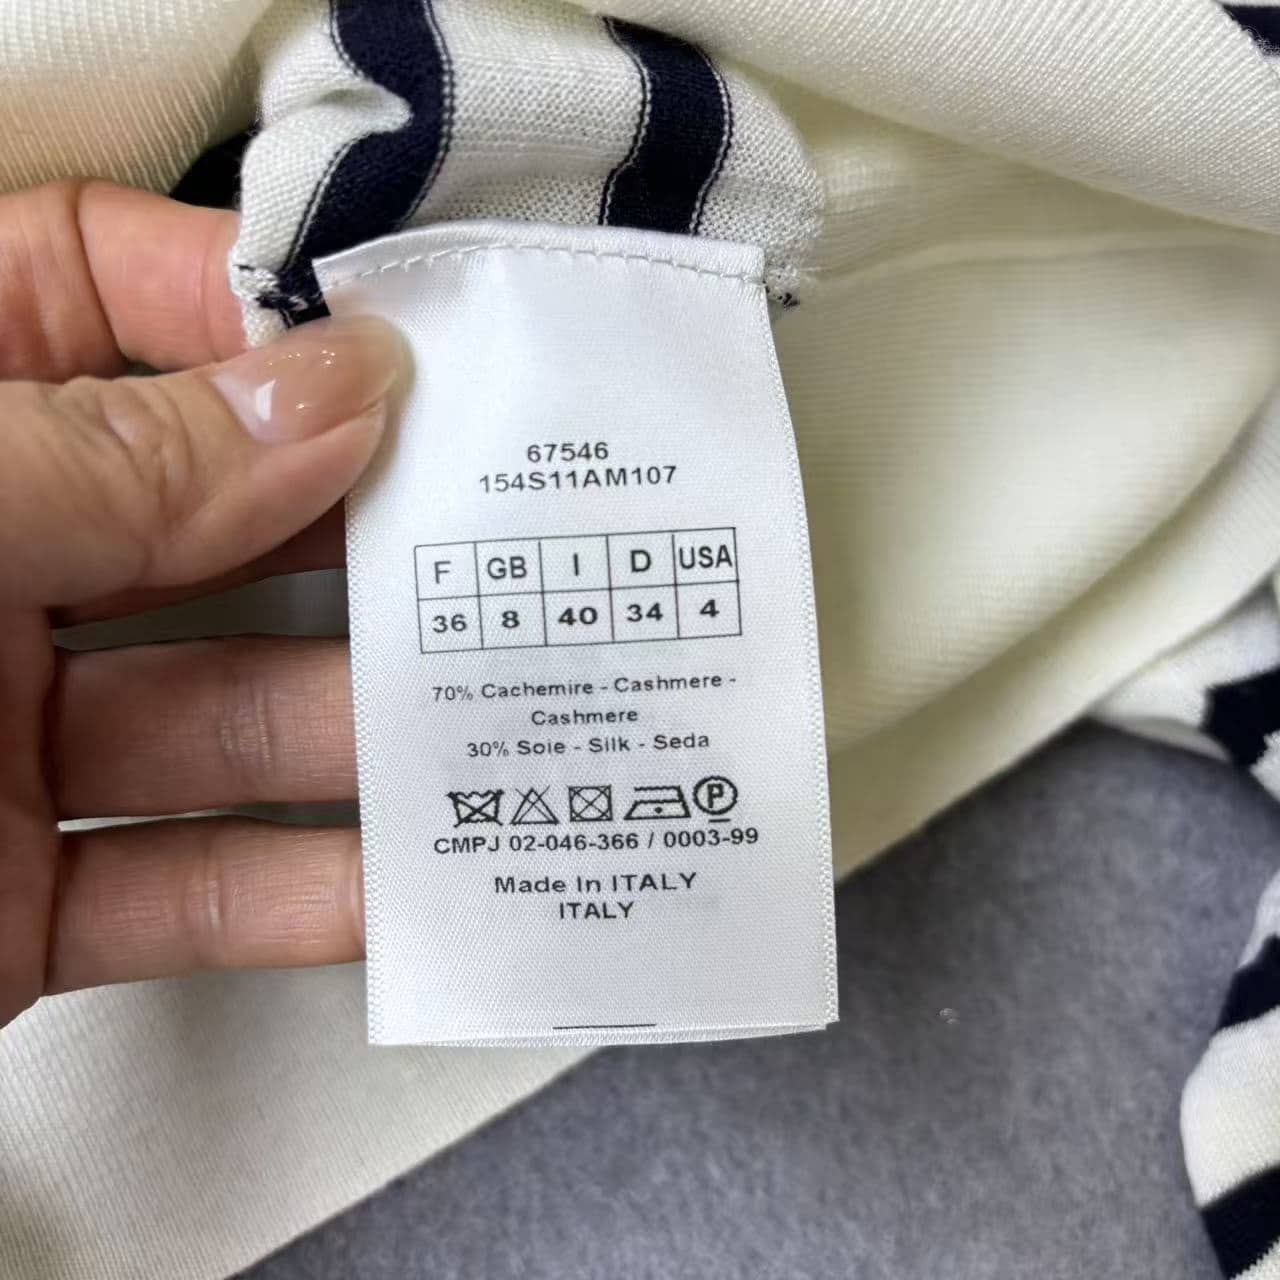 67546
154S11AM107
F GB I D USA
36 8 40 34 4
70% Cachemire - Cashmere -
Cashmere
30% Soie - Silk - Seda
P
CMPJ 02-046-366 / 0003-99
Made In ITALY
ITALY